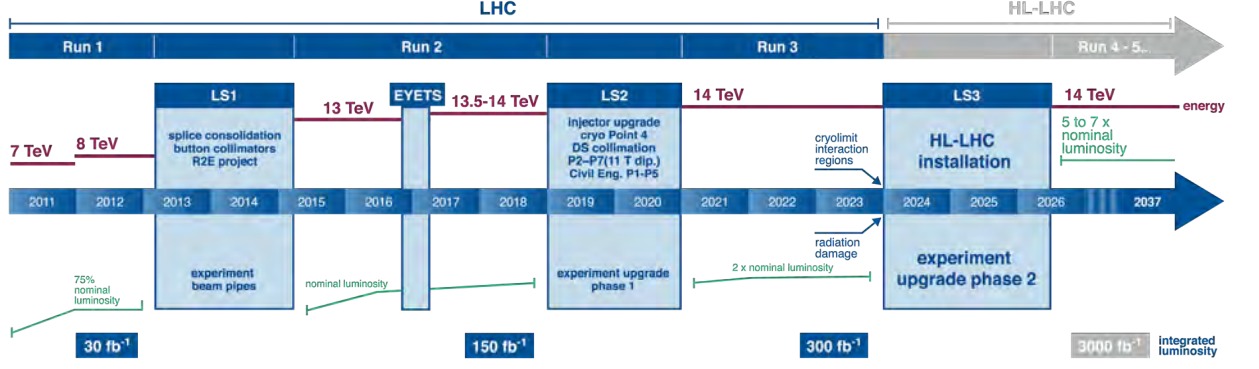 LHC
HL-LHC
Run 1
Run 2
Run 3
Run 4 - 5...
LS1
EYETS
LS2
LS3
7 TeV
8 TeV
13 TeV
13.5-14 TeV
14 TeV
14 TeV
energy
splice consolidation
button collimators
R2E project
injector upgrade
cryo Point 4
DS collimation
P2–P7(11 T dip.)
Civil Eng. P1-P5
cryolimit
interaction
regions
HL-LHC
installation
5 to 7 x
nominal
luminosity
2011
2012
2013
2014
2015
2016
2017
2018
2019
2020
2021
2022
2023
2024
2025
2026
2037
75%
nominal
luminosity
experiment
beam pipes
nominal luminosity
experiment upgrade
phase 1
2 x nominal luminosity
radiation
damage
experiment
upgrade phase 2
30 fb-1
150 fb-1
300 fb-1
3000 fb-1
integrated
luminosity